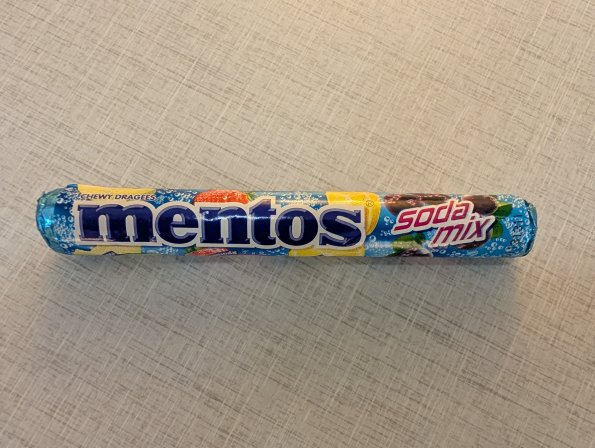 CHEWY DRAGEES
mentos
soda
mix